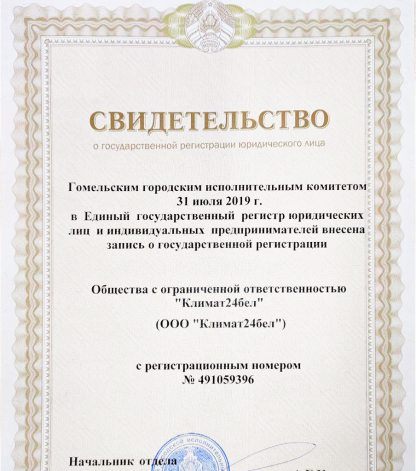 СВИДЕТЕЛЬСТВО
о государственной регистрации юридического лица
Гомельским городским исполнительным комитетом
31 июля 2019 г.
в Единый государственный регистр юридических
лиц и индивидуальных предпринимателей внесена
запись о государственной регистрации
Общества с ограниченной ответственностью
"Климат24бел"
(ООО "Климат24бел")
с регистрационным номером
№ 491059396
Начальник отдела